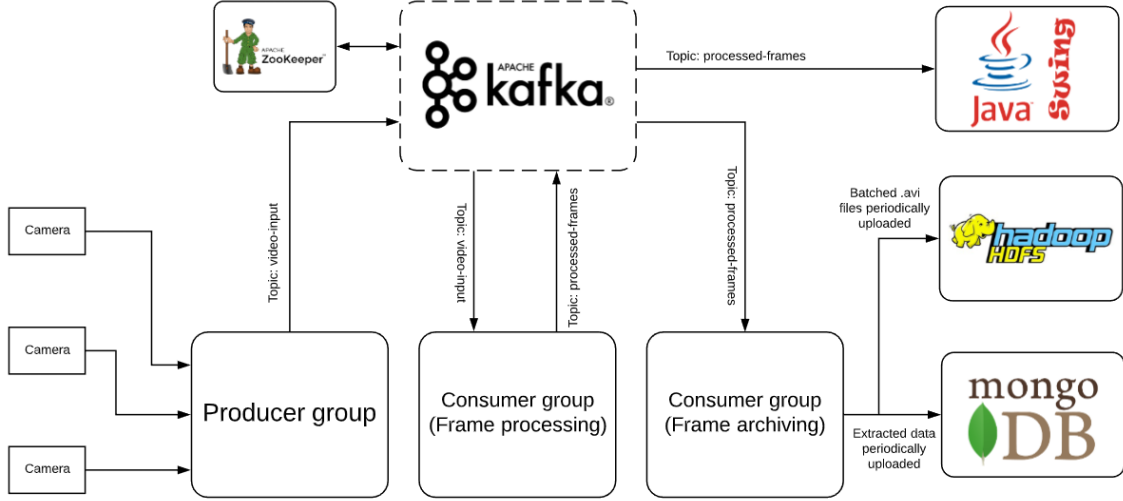 APACHE
ZooKeeper™
APACHE
kafka®
Topic: processed-frames
Java™
Swing
Topic: video-input
Topic: video-input
Topic: processed-frames
Topic: processed-frames
Batched .avi
files periodically
uploaded
hadoop
HDFS
Camera
Camera
Camera
Producer group
Consumer group
(Frame processing)
Consumer group
(Frame archiving)
Extracted data
periodically
uploaded
mongo
DB